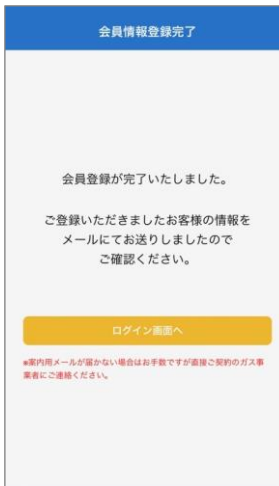 会員情報登録完了
会員登録が完了いたしました。
ご登録いただきましたお客様の情報を
メールにてお送りしましたので
ご確認ください。
ログイン画面へ
※案内用メールが届かない場合はお手数ですが直接ご契約のガス事
業者にご連絡ください。